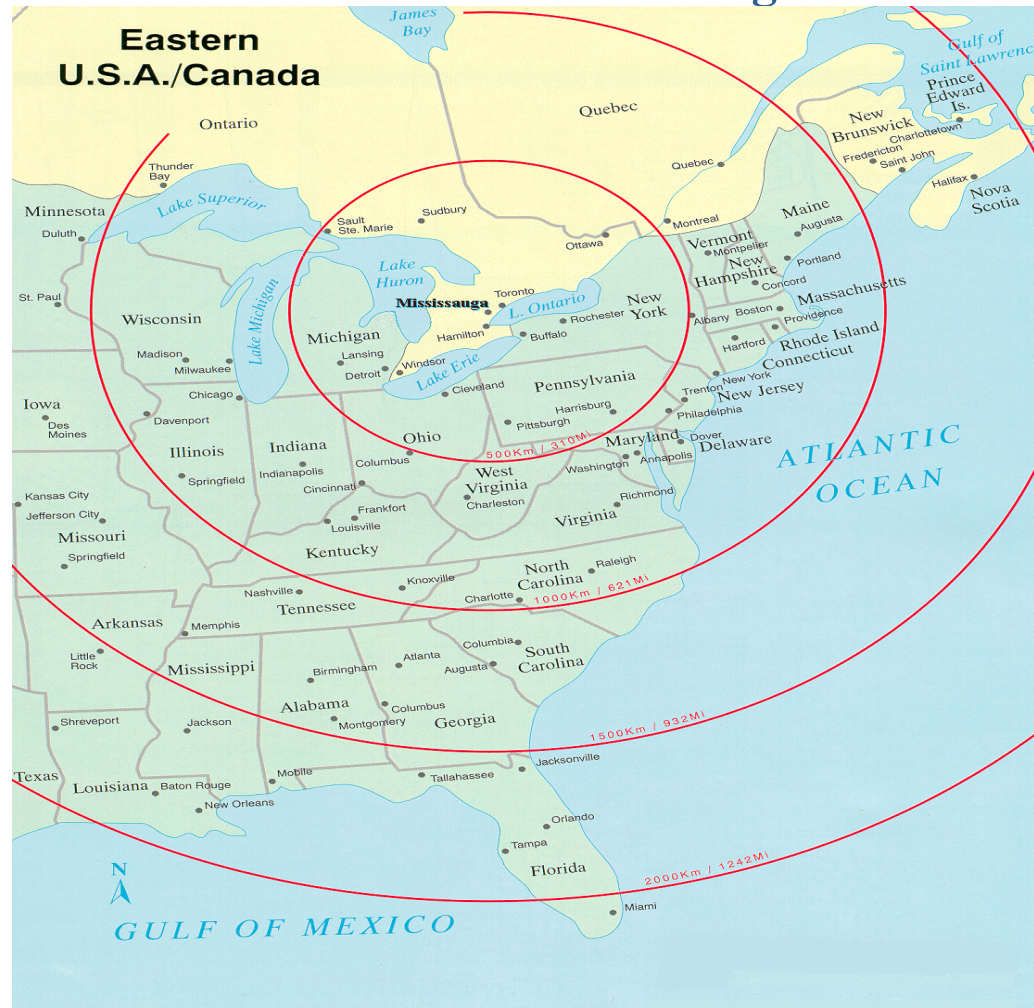 Eastern
U.S.A./Canada
James
Bay
Gulf of
Saint Lawrenc
Prince
Edward
Is.
Quebec
Ontario
New
Brunswick
Charlottetown
Fredericton
Saint John
Thunder
Bay
Quebec
Halifax
Nova
Scotia
Lake Superior
Minnesota
Duluth
Sault
Ste. Marie
Sudbury
Ottawa
Montreal
Maine
Augusta
Vermont
Montpelier
New
Hampshire
Portland
Concord
Lake
Huron
Mississauga
Toronto
L. Ontario
Hamilton
Rochester
Buffalo
New
York
Albany
Boston
Massachusetts
Providence
Rhode Island
Hartford
Connecticut
St. Paul
Wisconsin
Lake Michigan
Michigan
Lansing
Detroit
Windsor
Lake Erie
Cleveland
Madison
Milwaukee
Chicago
Pennsylvania
Harrisburg
Pittsburgh
New York
Trenton
New Jersey
Philadelphia
Iowa
Des
Moines
Davenport
Illinois
Springfield
Indiana
Indianapolis
Ohio
Columbus
Cincinnati
500Km / 310Mi
Maryland
Dover
Delaware
Washington
Annapolis
West
Virginia
Charleston
Richmond
Virginia
ATLANTIC
OCEAN
Kansas City
Jefferson City
Missouri
Springfield
Frankfort
Louisville
Kentucky
Nashville
Knoxville
Tennessee
North
Carolina
Raleigh
Charlotte
1000Km / 621Mi
Arkansas
Memphis
Little
Rock
Mississippi
Birmingham
Atlanta
Columbia
Augusta
South
Carolina
Alabama
Montgomery
Columbus
Georgia
Shreveport
Jackson
1500Km / 932Mi
Texas
Louisiana
Baton Rouge
Mobile
Tallahassee
Jacksonville
New Orleans
Orlando
Tampa
Florida
2000Km / 1242Mi
Miami
N
GULF OF MEXICO